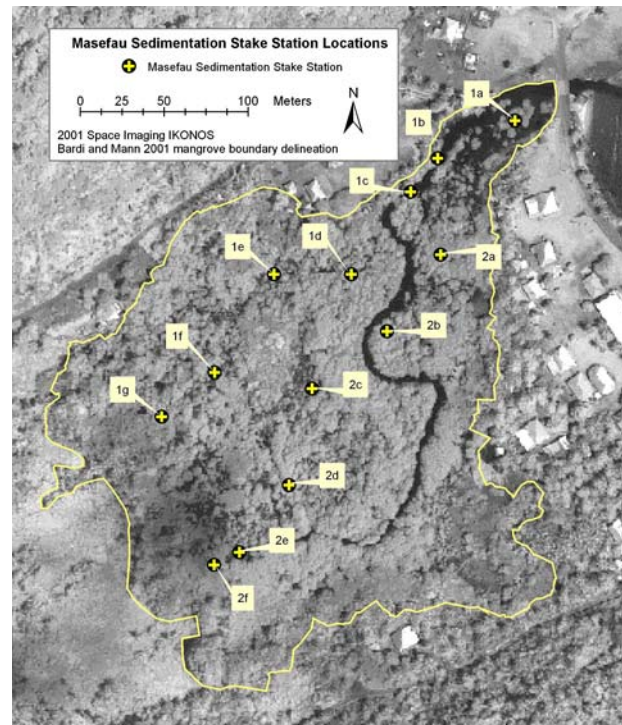 Masefau Sedimentation Stake Station Locations
Masefau Sedimentation Stake Station
0 25 50 100 Meters
N
2001 Space Imaging IKONOS
Bardi and Mann 2001 mangrove boundary delineation
1a
1b
1c
1d
1e
2a
2b
1f
2c
1g
2d
2e
2f